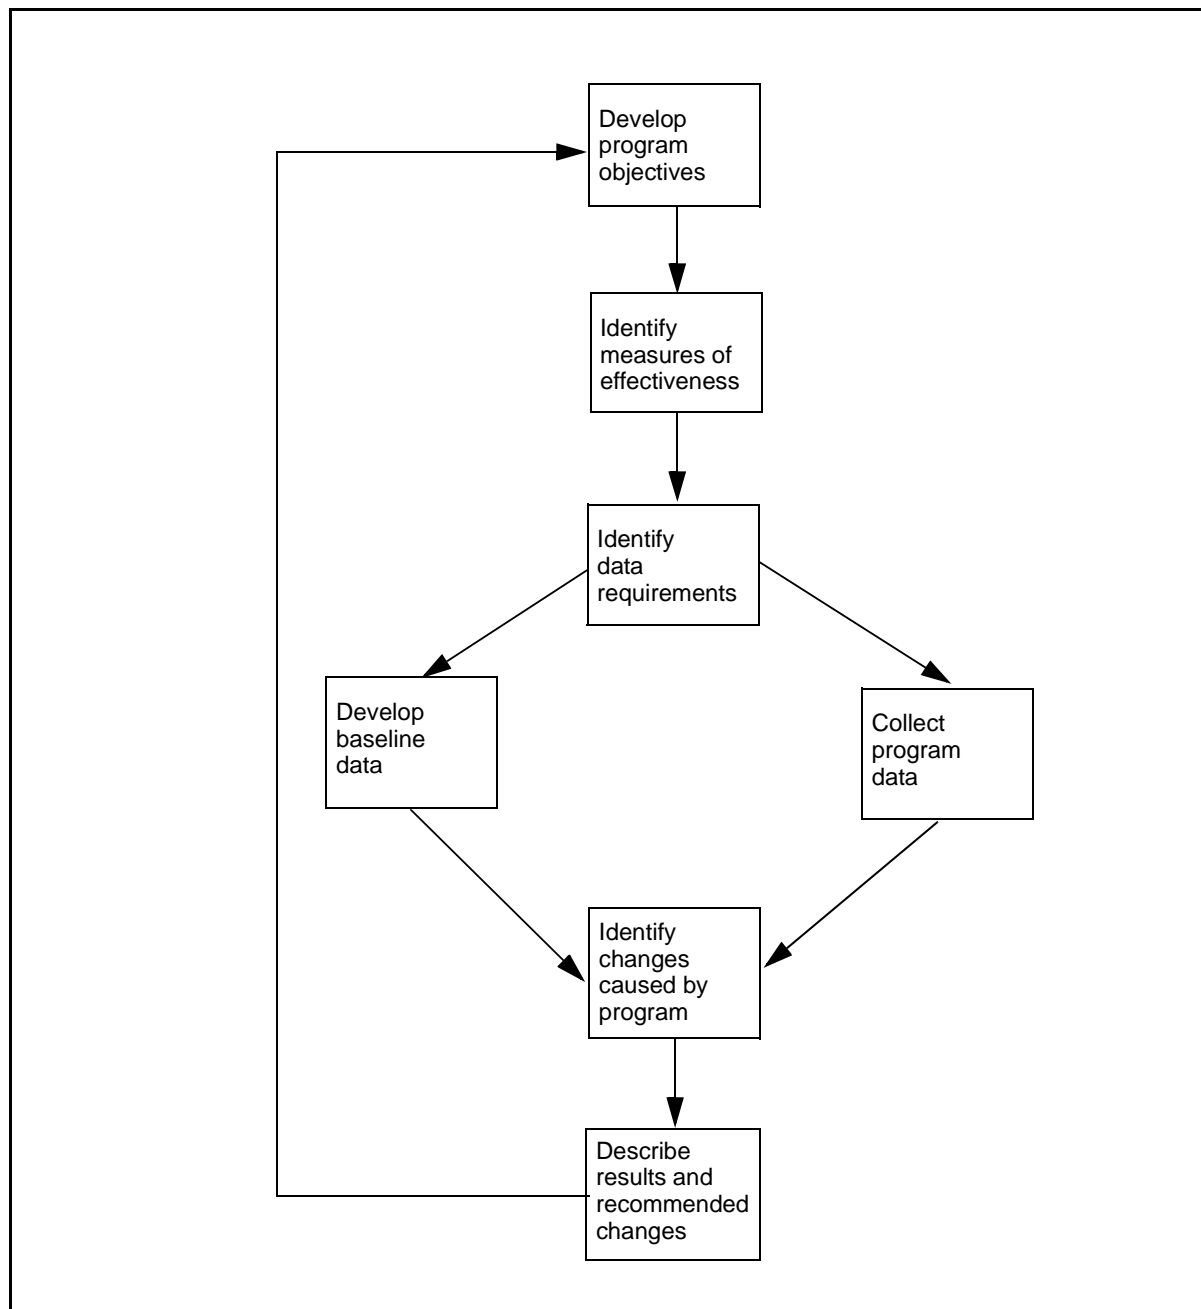 Develop
program
objectives
Identify
measures of
effectiveness
Identify
data
requirements
Develop
baseline
data
Collect
program
data
Identify
changes
caused by
program
Describe
results and
recommended
changes